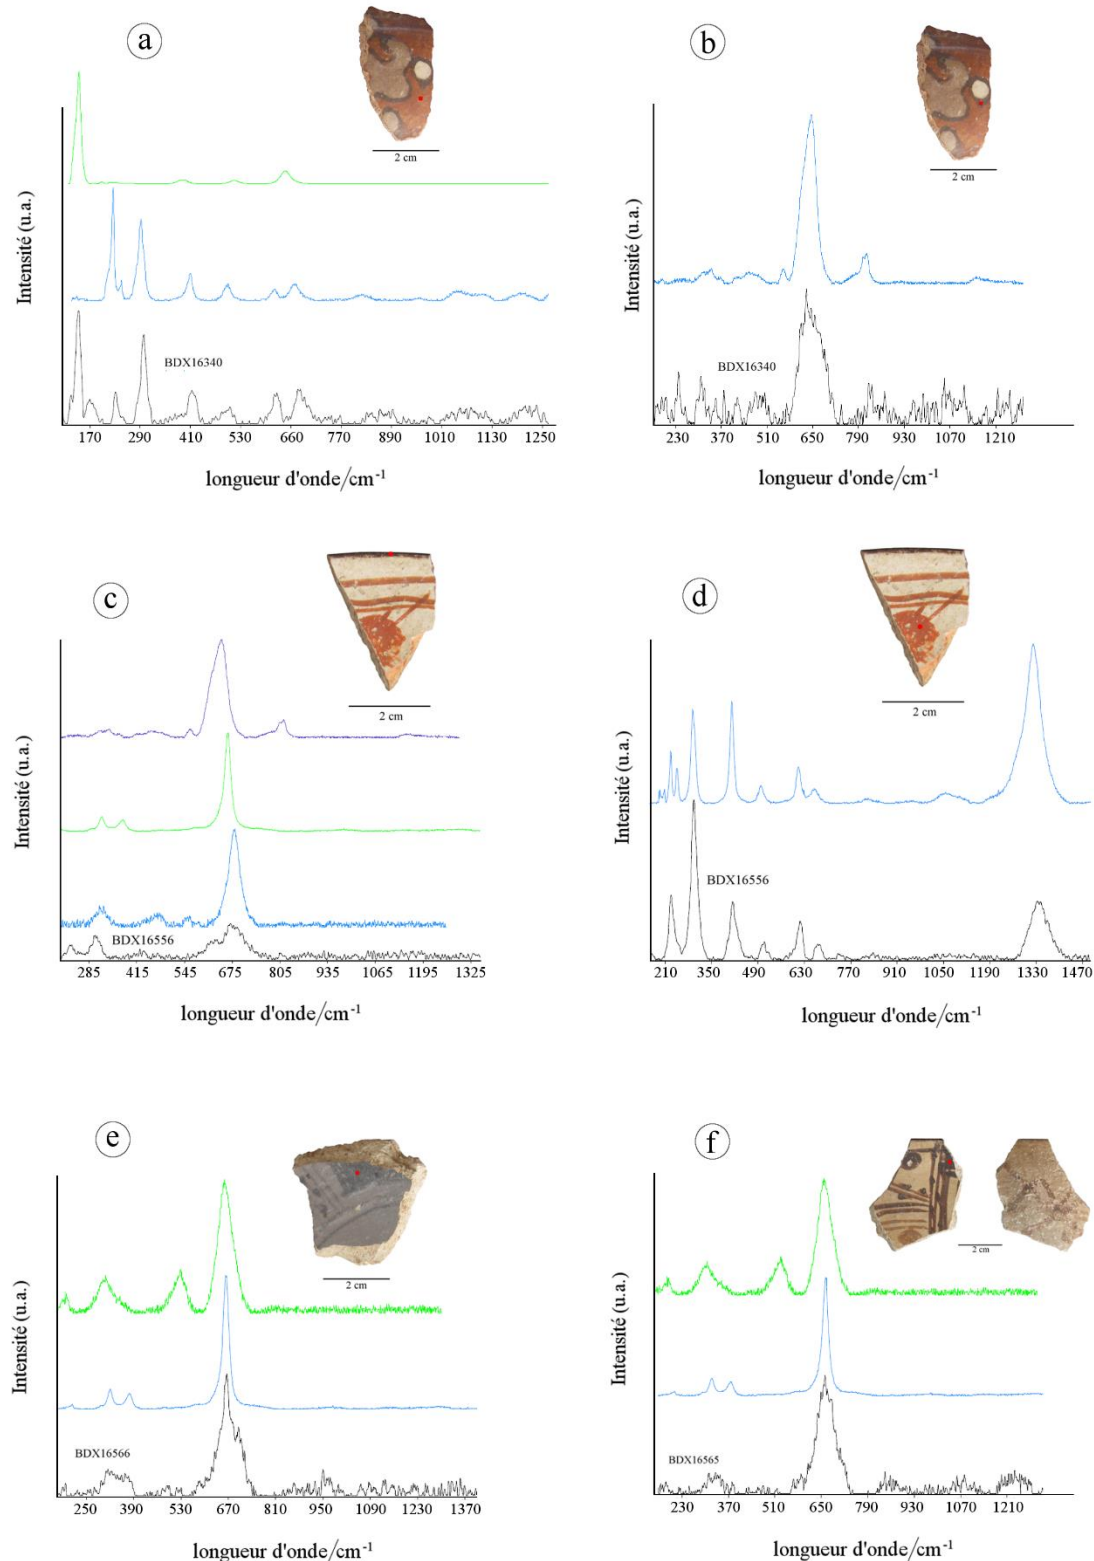 a
2 cm
Intensité (u.a.)
BDX16340
170 290 410 530 660 770 890 1010 1130 1250
longueur d'onde/cm-1
b
2 cm
Intensité (u.a.)
BDX16340
230 370 510 650 790 930 1070 1210
longueur d'onde/cm-1
c
2 cm
Intensité (u.a.)
BDX16556
285 415 545 675 805 935 1065 1195 1325
longueur d'onde/cm-1
d
2 cm
Intensité (u.a.)
BDX16556
210 350 490 630 770 910 1050 1190 1330 1470
longueur d'onde/cm-1
e
2 cm
Intensité (u.a.)
BDX16566
250 390 530 670 810 950 1090 1230 1370
longueur d'onde/cm-1
f
2 cm
Intensité (u.a.)
BDX16565
230 370 510 650 790 930 1070 1210
longueur d'onde/cm-1